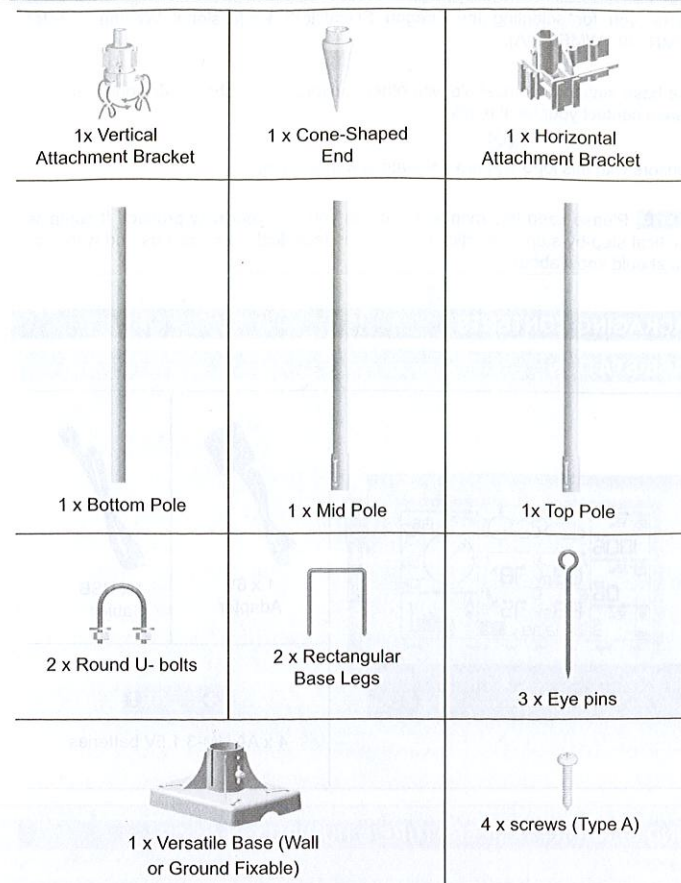 1x Vertical
Attachment Bracket
1 x Cone-Shaped
End
1 x Horizontal
Attachment Bracket
1 x Bottom Pole
1 x Mid Pole
1x Top Pole
2 x Round U- bolts
2 x Rectangular
Base Legs
3 x Eye pins
1 x Versatile Base (Wall
or Ground Fixable)
4 x screws (Type A)